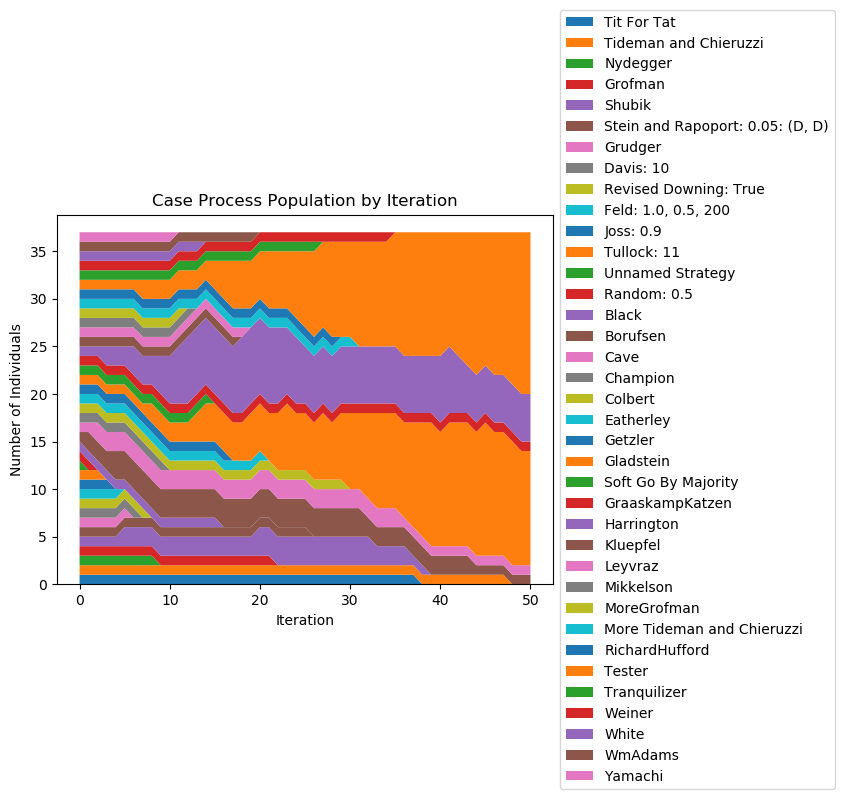 Case Process Population by Iteration
Number of Individuals
35
30
25
20
15
10
5
0
0 10 20 30 40 50
Iteration
Tit For Tat
Tideman and Chieruzzi
Nydegger
Grofman
Shubik
Stein and Rapoport: 0.05: (D, D)
Grudger
Davis: 10
Revised Downing: True
Feld: 1.0, 0.5, 200
Joss: 0.9
Tullock: 11
Unnamed Strategy
Random: 0.5
Black
Borufsen
Cave
Champion
Colbert
Eatherley
Getzler
Gladstein
Soft Go By Majority
GraaskampKatzen
Harrington
Kluepfel
Leyvraz
Mikkelson
MoreGrofman
More Tideman and Chieruzzi
RichardHufford
Tester
Tranquilizer
Weiner
White
WmAdams
Yamachi